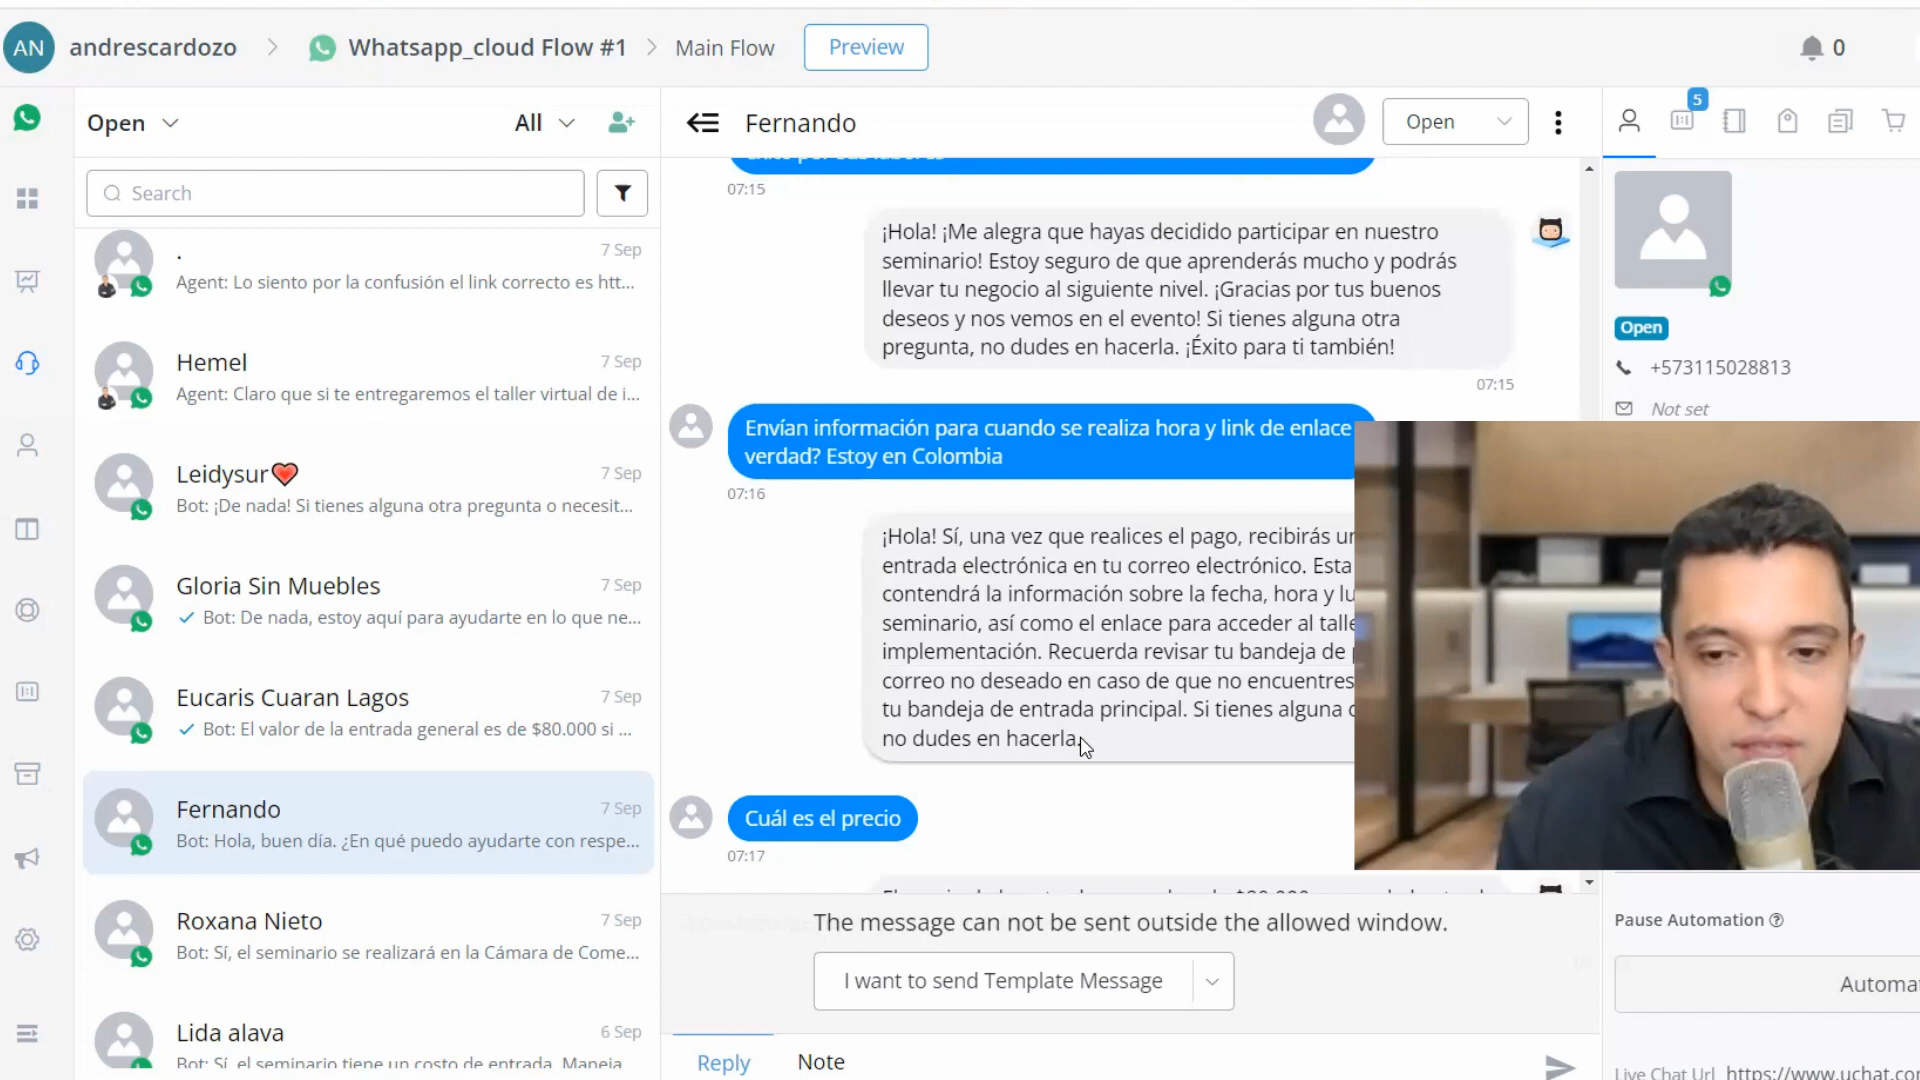 AN andrescardozo > Whatsapp_cloud Flow #1 > Main Flow Preview 0
Open All
Search
. 7 Sep
Agent: Lo siento por la confusión el link correcto es htt...
Hemel 7 Sep
Agent: Claro que si te entregaremos el taller virtual de i...
Leidysur❤️ 7 Sep
Bot: ¡De nada! Si tienes alguna otra pregunta o necesit...
Gloria Sin Muebles 7 Sep
Bot: De nada, estoy aquí para ayudarte en lo que ne...
Eucaris Cuaran Lagos 7 Sep
Bot: El valor de la entrada general es de $80.000 si ...
Fernando 7 Sep
Bot: Hola, buen día. ¿En qué puedo ayudarte con respe...
Roxana Nieto 7 Sep
Bot: Sí, el seminario se realizará en la Cámara de Come...
Lida alava 6 Sep
Bot: Sí, el seminario tiene un costo de entrada. Maneja
Fernando Open
07:15
¡Hola! ¡Me alegra que hayas decidido participar en nuestro
seminario! Estoy seguro de que aprenderás mucho y podrás
llevar tu negocio al siguiente nivel. ¡Gracias por tus buenos
deseos y nos vemos en el evento! Si tienes alguna otra
pregunta, no dudes en hacerla. ¡Éxito para ti también!
07:15
Envían información para cuando se realiza hora y link de enlace
verdad? Estoy en Colombia
07:16
¡Hola! Sí, una vez que realices el pago, recibirás
entrada electrónica en tu correo electrónico. Esta
contendrá la información sobre la fecha, hora y
seminario, así como el enlace para acceder al
implementación. Recuerda revisar tu bandeja de
correo no deseado en caso de que no encuentres
tu bandeja de entrada principal. Si tienes alguna
no dudes en hacerla.
Cuál es el precio
07:17
The message can not be sent outside the allowed window.
I want to send Template Message
Reply Note
5
Open
+573115028813
Not set
Pause Automation
Live Chat Url